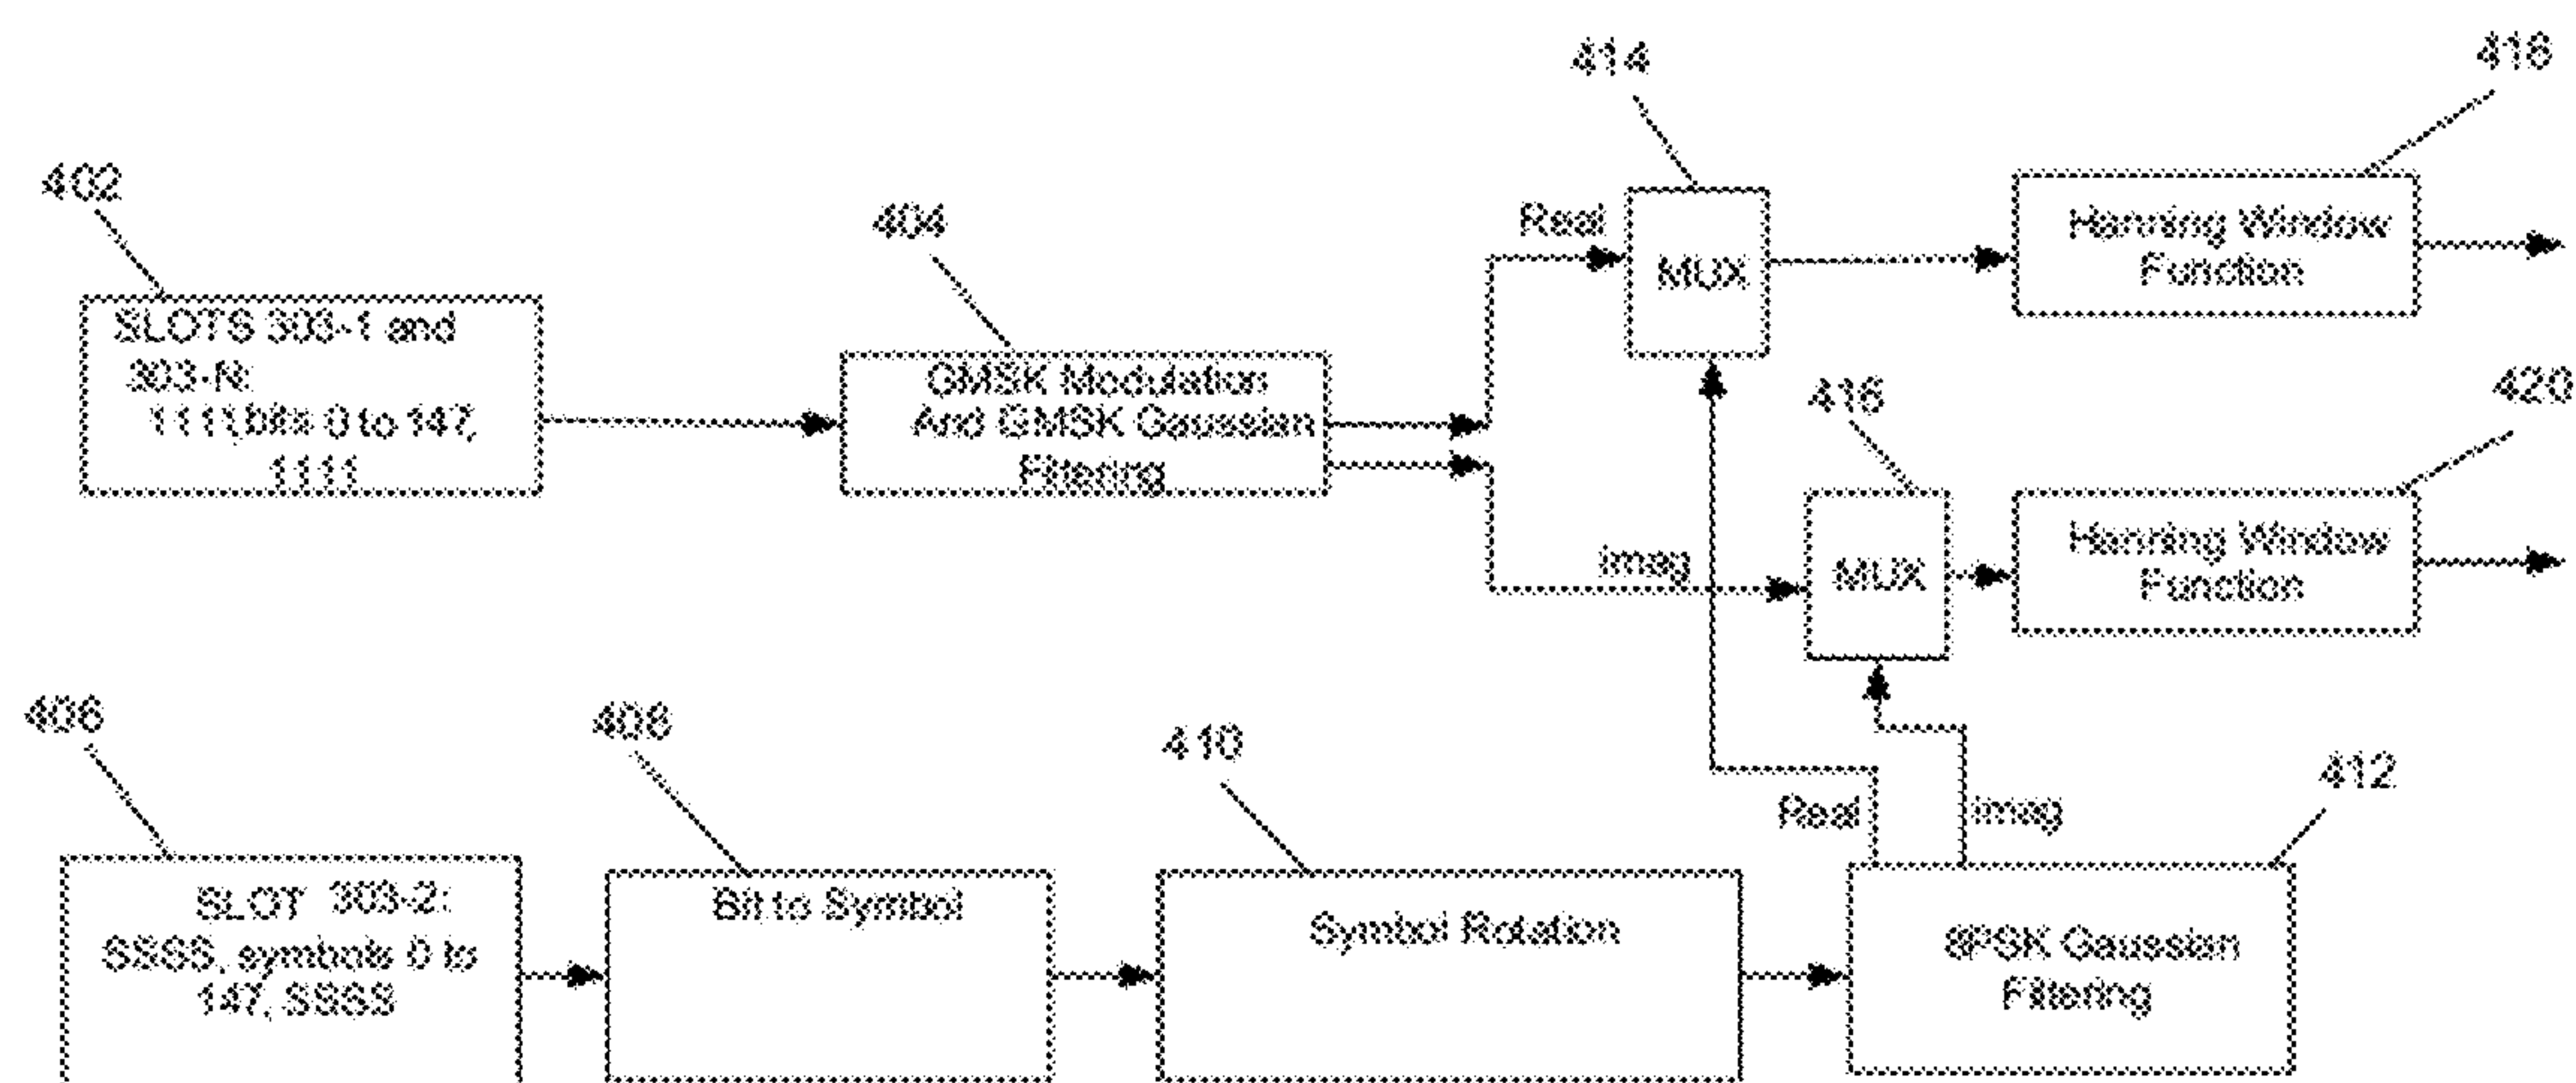 414
418
402
404
Real
MUX
Hanning Window
Function
SLOTS 303-1 and
303-N:
1111,bits 0 to 147,
1111
GMSK Modulation
And GMSK Gaussian
Filtering
416
420
imag
MUX
Hanning Window
Function
406
408
410
412
Real
imag
SLOT 303-2:
SSSS, symbols 0 to
147, SSSS
Bit to Symbol
Symbol Rotation
8PSK Gaussian
Filtering